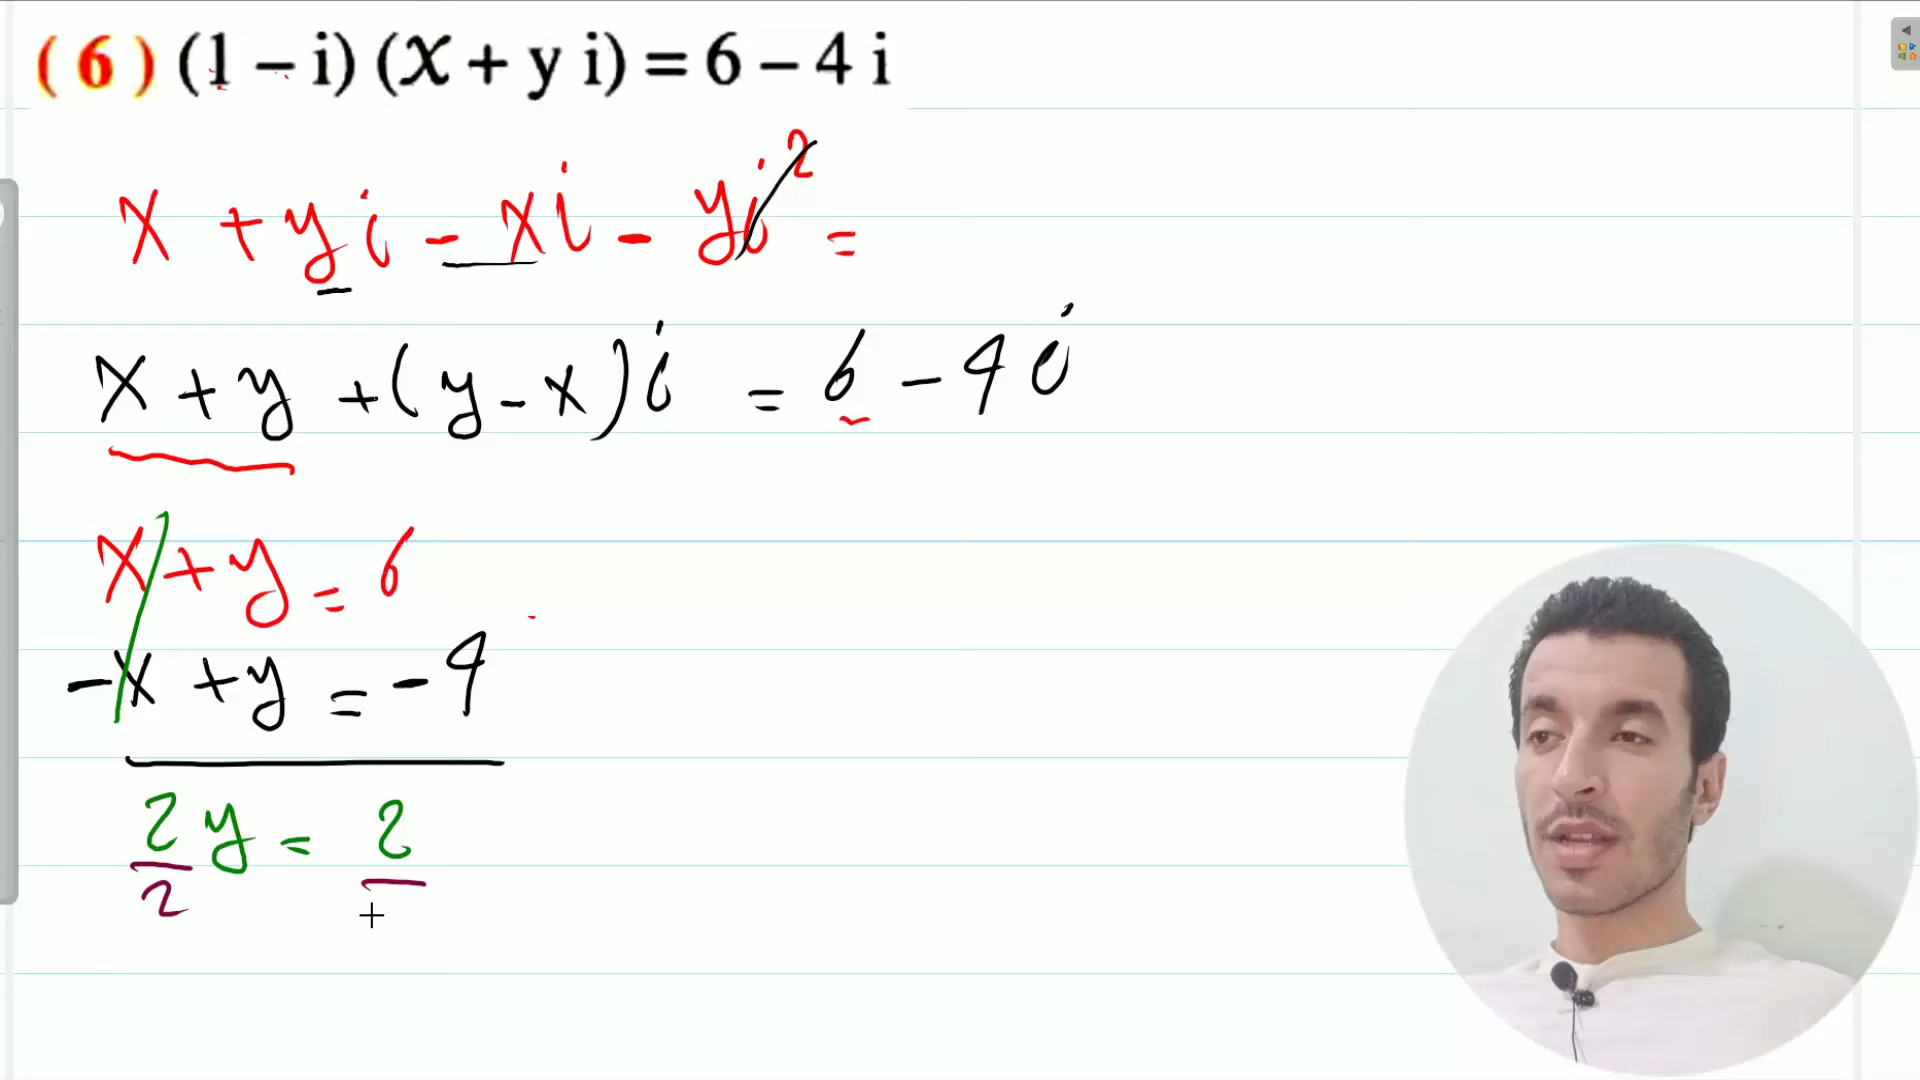 ( 6 ) (1 – i) (X + y i) = 6 – 4 i
x + yi - xi - yi² =
x + y + (y - x)i = 6 - 4i
x + y = 6
-x + y = -4
2y = 2
2